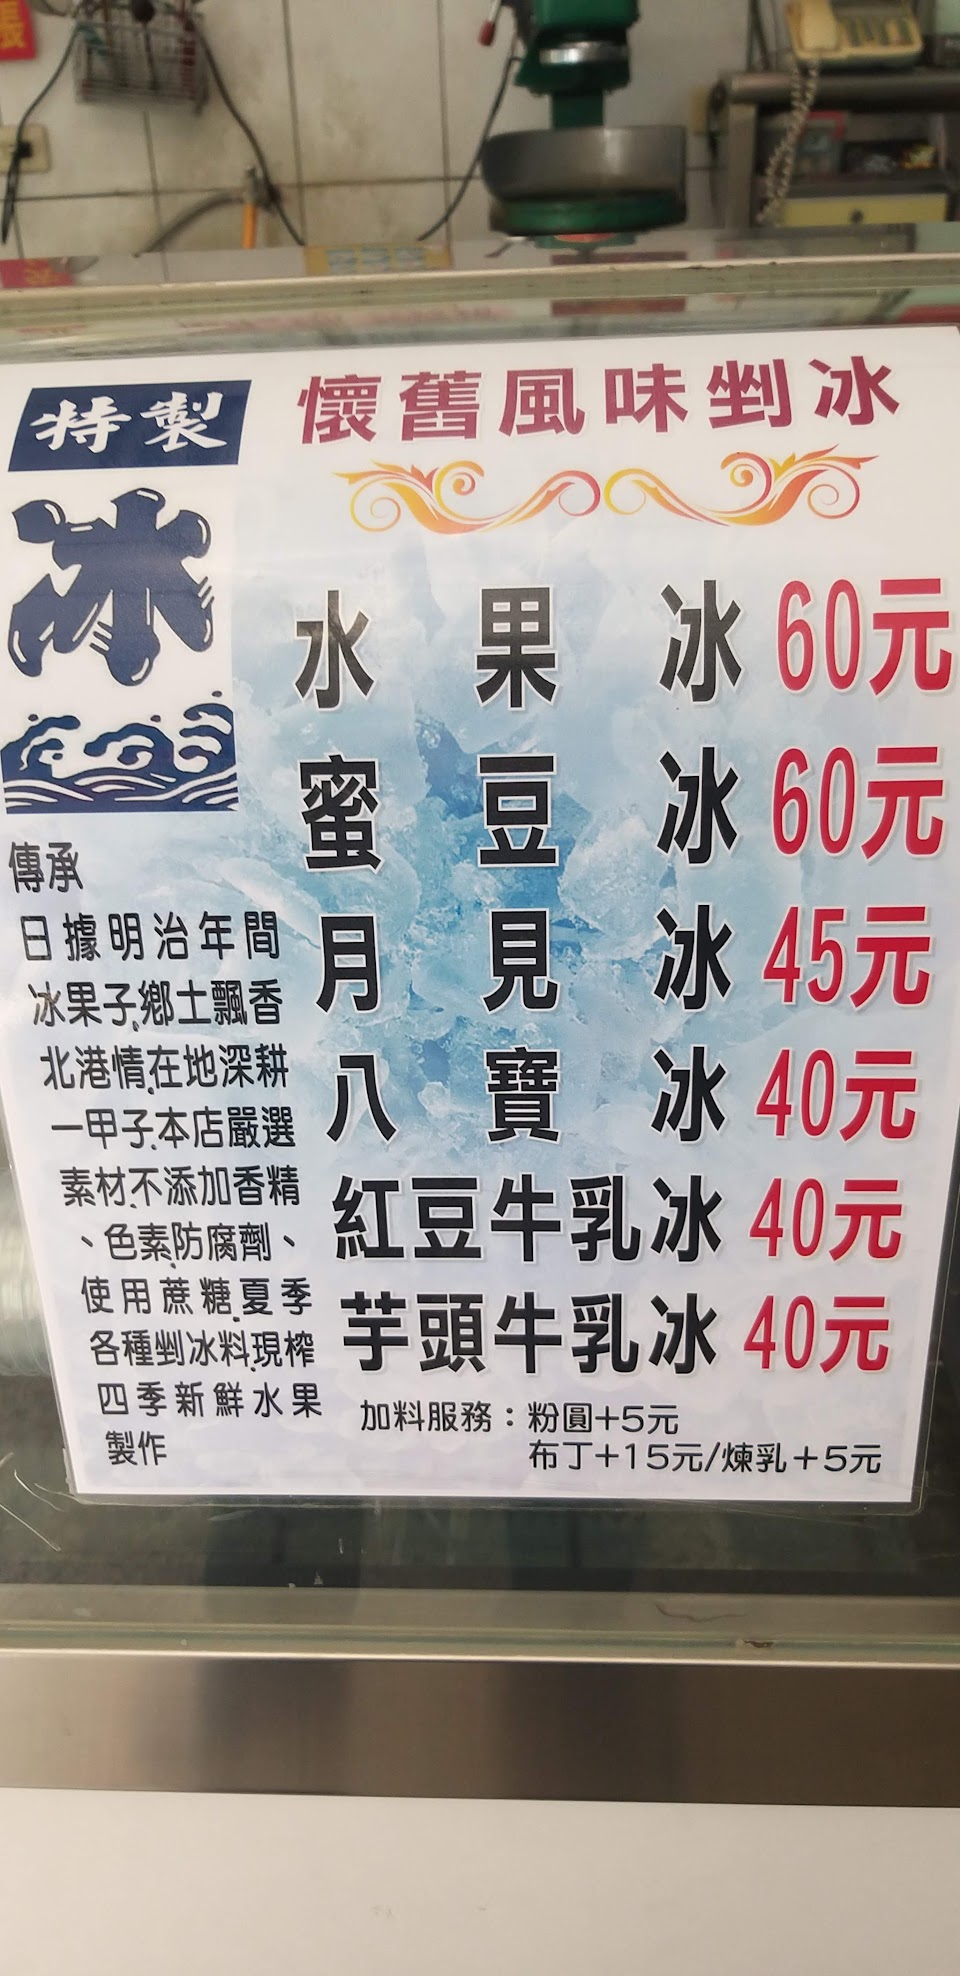 張
特製
冰
懷舊風味剉冰
水果冰 60元
蜜豆冰 60元
月見冰 45元
八寶冰 40元
紅豆牛乳冰 40元
芋頭牛乳冰 40元
加料服務：粉圓+5元
布丁+15元/煉乳+5元
傳承
日據明治年間
冰果子,鄉土飄香
北港情,在地深耕
一甲子,本店嚴選
素材,不添加香精
、色素,防腐劑、
使用蔗糖,夏季
各種剉冰料,現榨
四季新鮮水果
製作